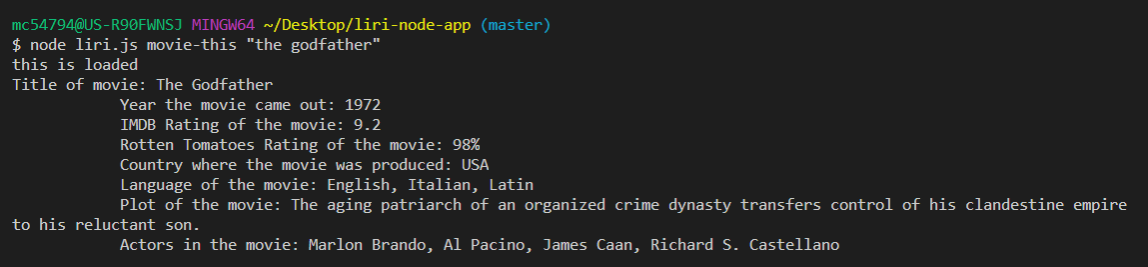 mc54794@US-R90FWNSJ MINGW64 ~/Desktop/liri-node-app (master)
$ node liri.js movie-this "the godfather"
this is loaded
Title of movie: The Godfather
Year the movie came out: 1972
IMDB Rating of the movie: 9.2
Rotten Tomatoes Rating of the movie: 98%
Country where the movie was produced: USA
Language of the movie: English, Italian, Latin
Plot of the movie: The aging patriarch of an organized crime dynasty transfers control of his clandestine empire
to his reluctant son.
Actors in the movie: Marlon Brando, Al Pacino, James Caan, Richard S. Castellano